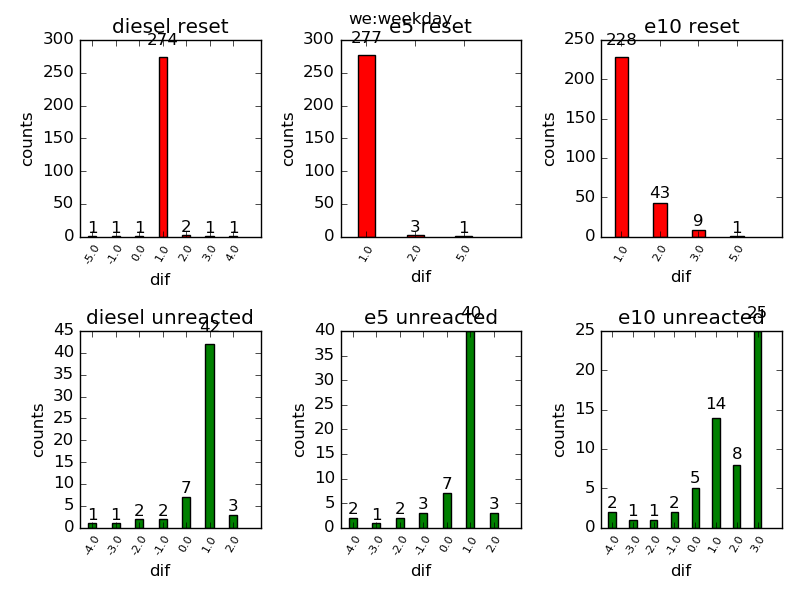 we:weekday
diesel reset
counts
300
250
200
150
100
50
0
1 1 1 274 2 1 1
-5.0 -1.0 0.0 1.0 2.0 3.0 4.0
dif
e5 reset
counts
300
250
200
150
100
50
0
277 3 1
1.0 2.0 5.0
dif
e10 reset
counts
250
200
150
100
50
0
228 43 9 1
1.0 2.0 3.0 5.0
dif
diesel unreacted
counts
45
40
35
30
25
20
15
10
5
0
1 1 2 2 7 42 3
-4.0 -3.0 -2.0 -1.0 0.0 1.0 2.0
dif
e5 unreacted
counts
40
35
30
25
20
15
10
5
0
2 1 2 3 7 40 3
-4.0 -3.0 -2.0 -1.0 0.0 1.0 2.0
dif
e10 unreacted
counts
25
20
15
10
5
0
2 1 1 2 5 14 8 25
-4.0 -3.0 -2.0 -1.0 0.0 1.0 2.0 3.0
dif